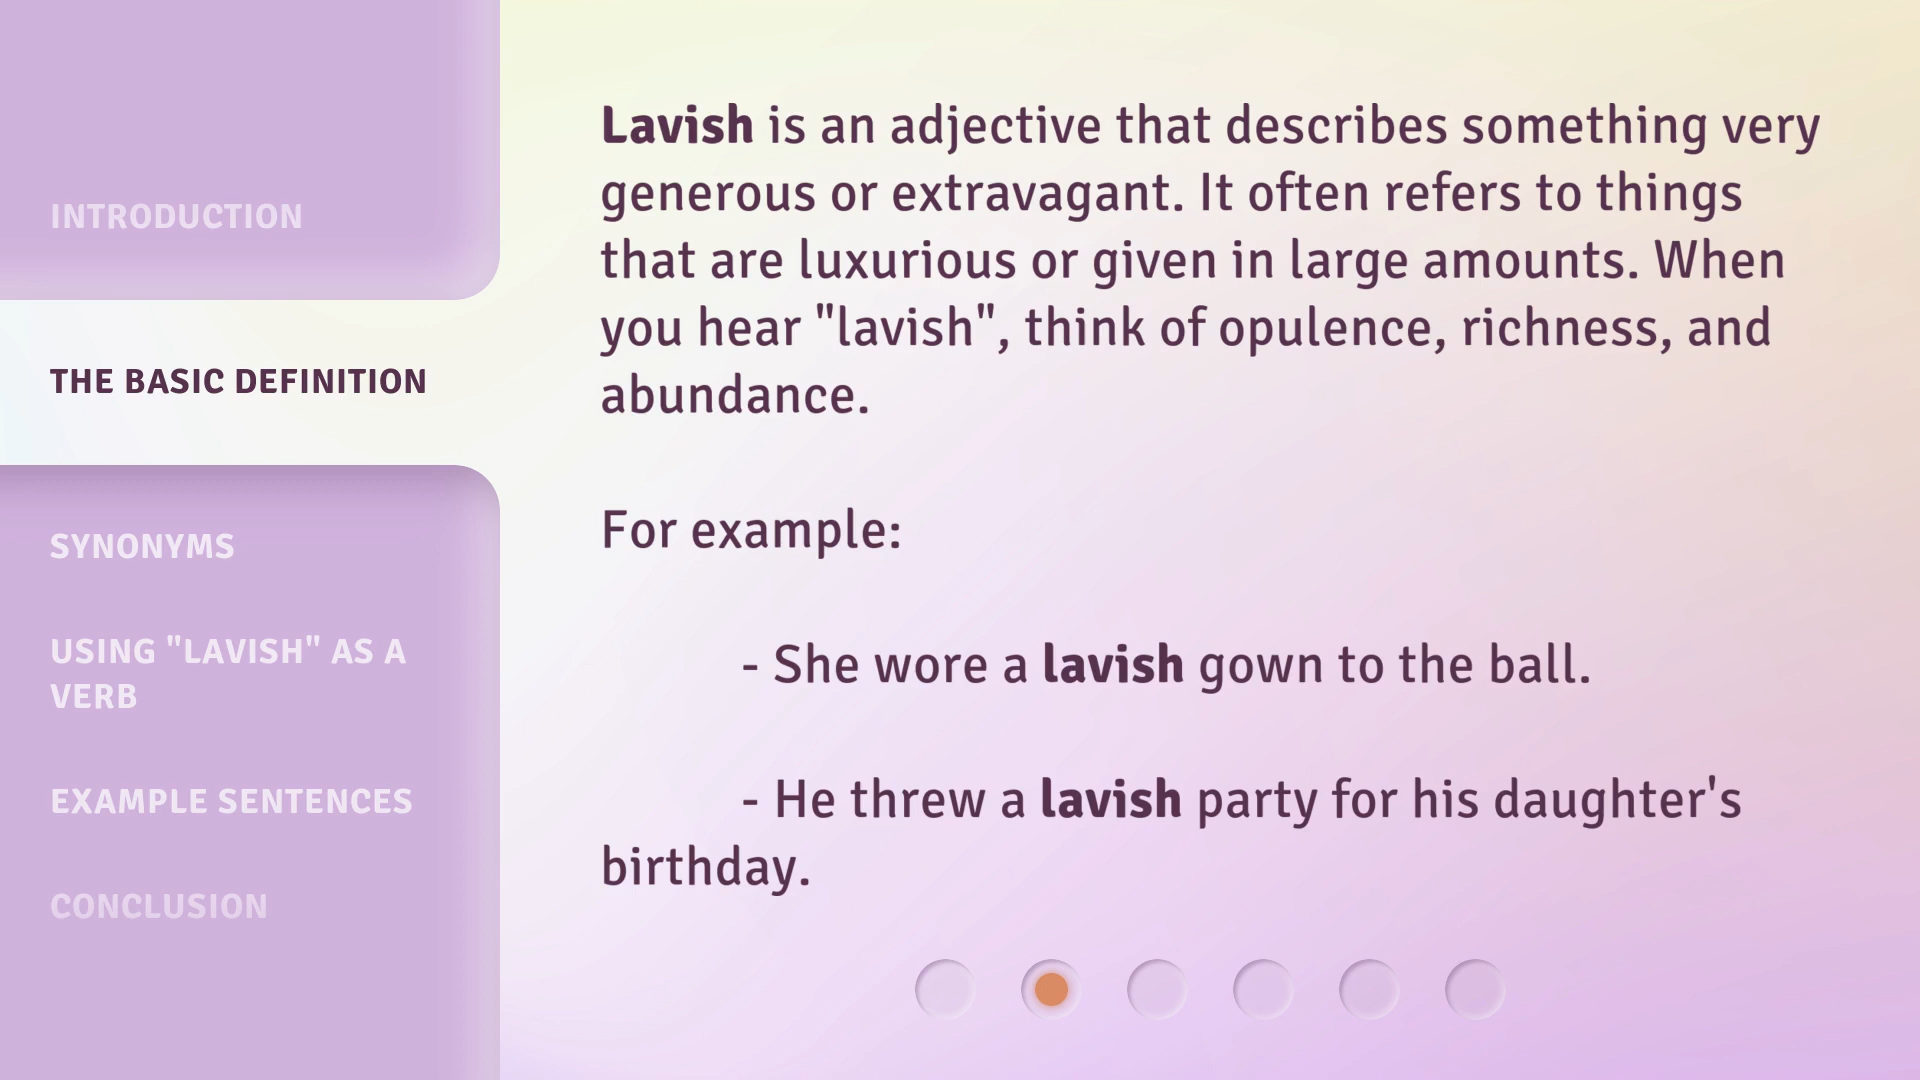 INTRODUCTION
THE BASIC DEFINITION
SYNONYMS
USING "LAVISH" AS A
VERB
EXAMPLE SENTENCES
CONCLUSION
Lavish is an adjective that describes something very
generous or extravagant. It often refers to things
that are luxurious or given in large amounts. When
you hear "lavish", think of opulence, richness, and
abundance.
For example:
- She wore a lavish gown to the ball.
- He threw a lavish party for his daughter's
birthday.